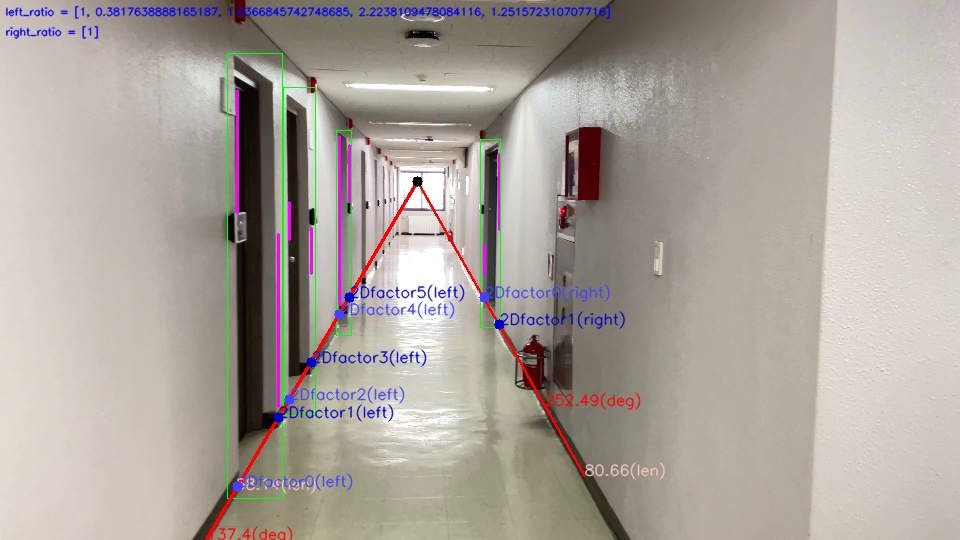 left_ratio = [1, 0.3817638888165187, 1.0366845742748685, 2.2238109478084116, 1.251572310707716]
right_ratio = [1]
2Dfactor5(left)
2Dfactor0(right)
2Dfactor4(left)
2Dfactor1(right)
2Dfactor3(left)
2Dfactor2(left)
252.49(deg)
2Dfactor1(left)
80.66(len)
2Dfactor0(left)
37.4(deg)